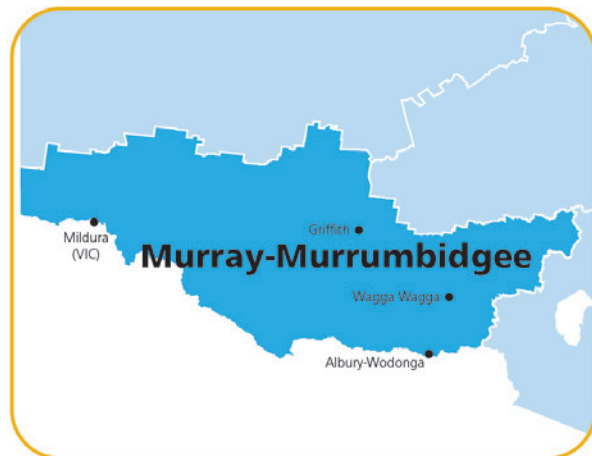 Griffith
Mildura
(VIC)
Murray-Murrumbidgee
Wagga Wagga
Albury-Wodonga